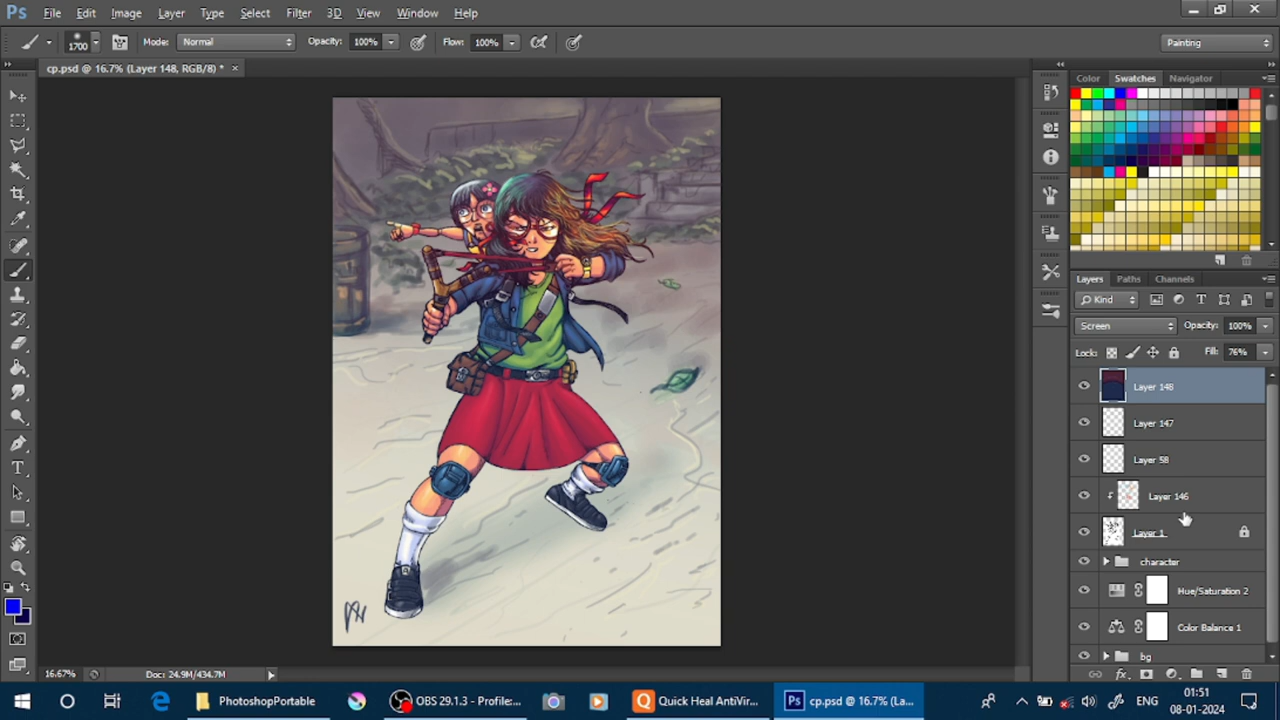 Ps File Edit Image Layer Type Select Filter 3D View Window Help
1700 Mode: Normal Opacity: 100% Flow: 100% Painting
cp.psd @ 16.7% (Layer 148, RGB/8) * ×
Color Swatches Navigator
Layers Paths Channels
Kind
Screen Opacity: 100%
Lock: Fill: 76%
Layer 148
Layer 147
Layer 58
Layer 146
Layer 1
character
Hue/Saturation 2
Color Balance 1
bg
16.67% Doc: 24.9M/434.7M
PhotoshopPortable OBS 29.1.3 - Profile:... Quick Heal AntiVir... Ps cp.psd @ 16.7% (La... ENG 01:51
08-01-2024